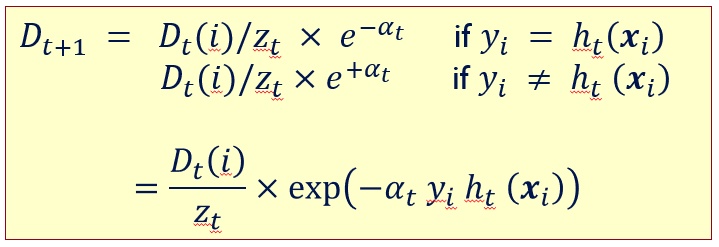 D_{t+1} = D_t(i)/z_t × e^{-α_t} if y_i = h_t(x_i)
D_t(i)/z_t × e^{+α_t} if y_i ≠ h_t (x_i)
= \frac{D_t(i)}{z_t} × exp(-α_t y_i h_t (x_i))